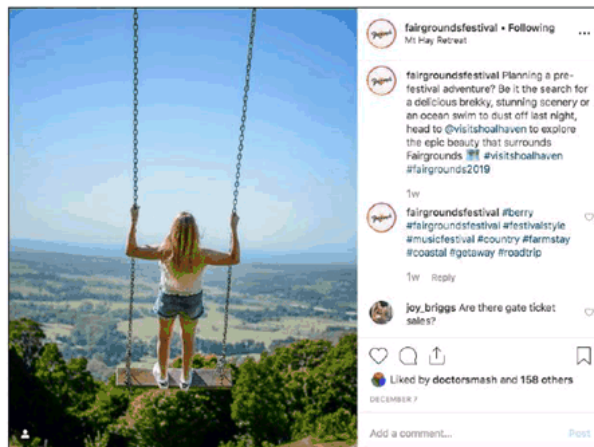 fairgroundsfestival • Following
Mt Hay Retreat
fairgroundsfestival Planning a pre-
festival adventure? Be it the search for
a delicious brekky, stunning scenery or
an ocean swim to dust off last night,
head to @visitshoalhaven to explore
the epic beauty that surrounds
Fairgrounds #visitshoalhaven
#fairgrounds2019
1w
fairgroundsfestival #berry
#fairgroundsfestival #festivalstyle
#musicfestival #country #farmstay
#coastal #getaway #roadtrip
1w Reply
joy_briggs Are there gate ticket
sales?
Liked by doctorsmash and 158 others
DECEMBER 7
Add a comment... Post